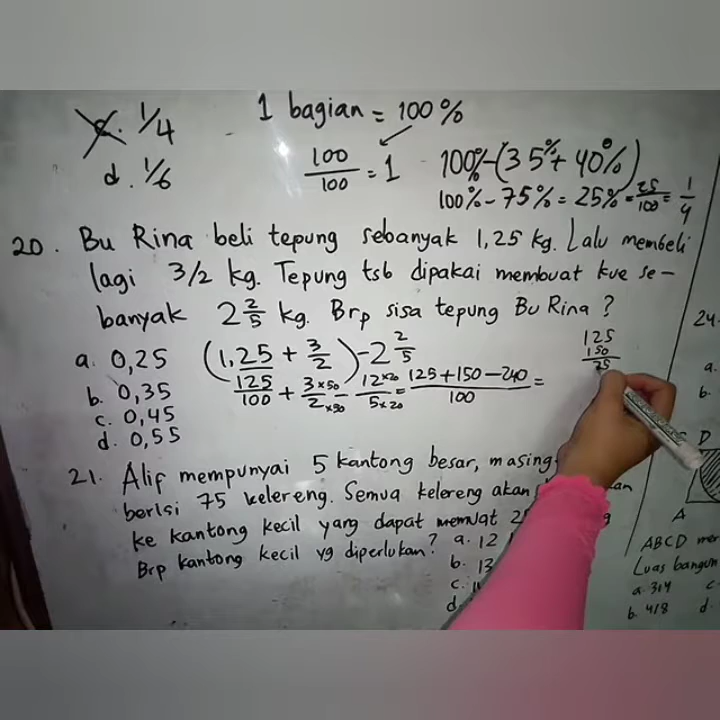 c. 1/4
d. 1/6
1 bagian = 100%
100/100 = 1
100% - (35% + 40%)
100% - 75% = 25% = 25/100 = 1/4
20. Bu Rina beli tepung sebanyak 1,25 kg. Lalu membeli
lagi 3/2 kg. Tepung tsb dipakai membuat kue se-
banyak 2 2/5 kg. Brp sisa tepung Bu Rina?
a. 0,25
b. 0,35
c. 0,45
d. 0,55
(1,25 + 3/2) - 2 2/5
125/100 + 3 x50/2 x50 - 12 x20/5 x20 = 125 + 150 - 240/100 =
125
150
75
21. Alif mempunyai 5 kantong besar, masing-
berisi 75 kelereng. Semua kelereng akan
ke kantong kecil yang dapat memuat
Brp kantong kecil yg diperlukan?
a. 12
b. 13
c.
d.
24.
a.
b.
D
A
ABCD
Luas bangun
a. 314
c
b. 418
d.